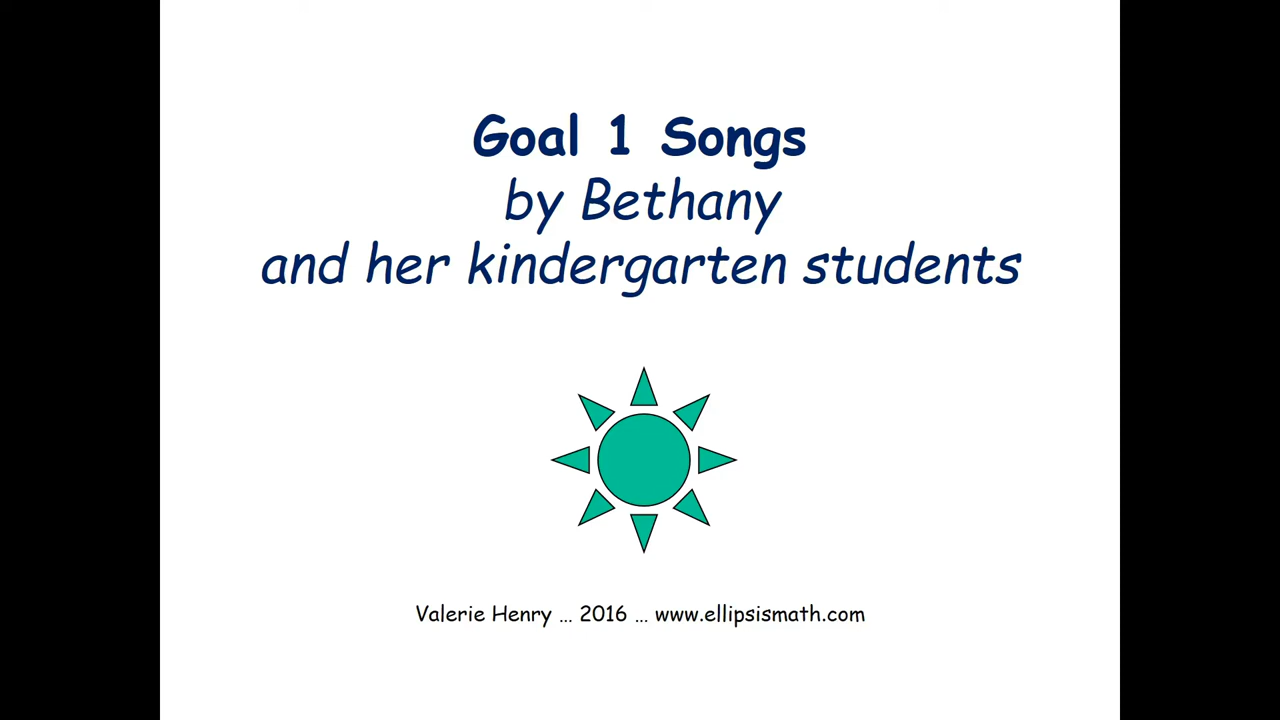 Goal 1 Songs
by Bethany
and her kindergarten students
Valerie Henry … 2016 … www.ellipsismath.com